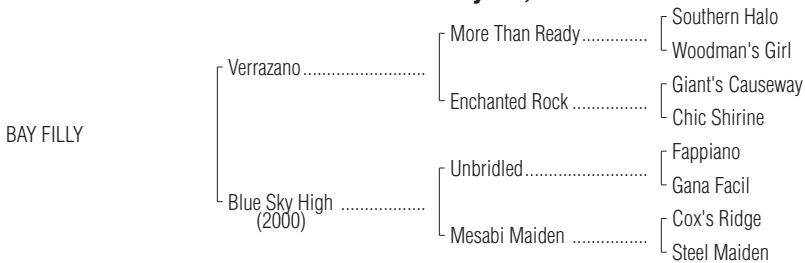 Southern Halo
More Than Ready..............
Woodman's Girl
Verrazano..........................
Giant's Causeway
Enchanted Rock ................
Chic Shirine
BAY FILLY
Fappiano
Unbridled..........................
Gana Facil
Blue Sky High ..................
(2000)
Cox's Ridge
Mesabi Maiden ................
Steel Maiden